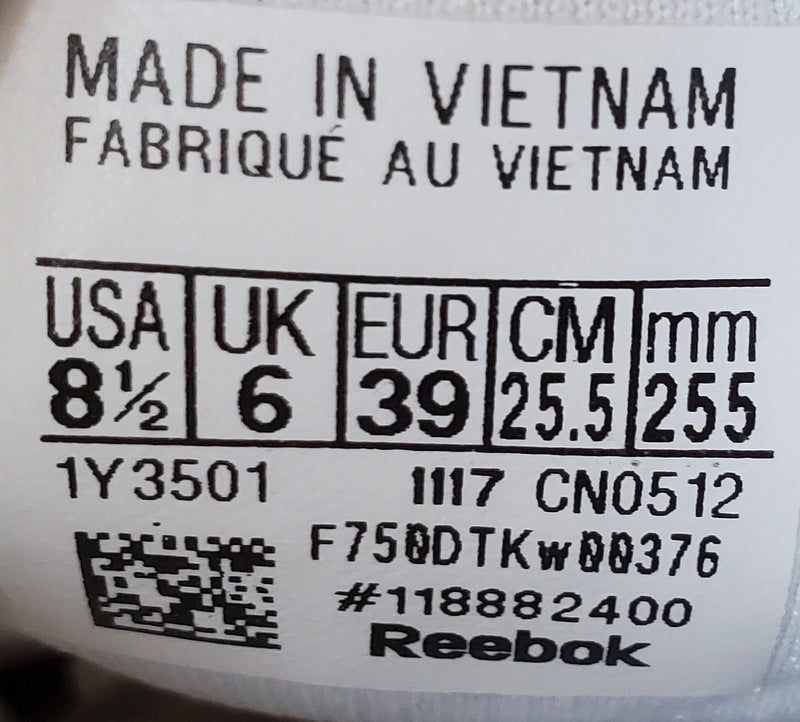 MADE IN VIETNAM
FABRIQUÉ AU VIETNAM
USA UK EUR CM mm
8½ 6 39 25.5 255
1Y3501 1117 CN0512
F750DTKw00376
#118882400
Reebok